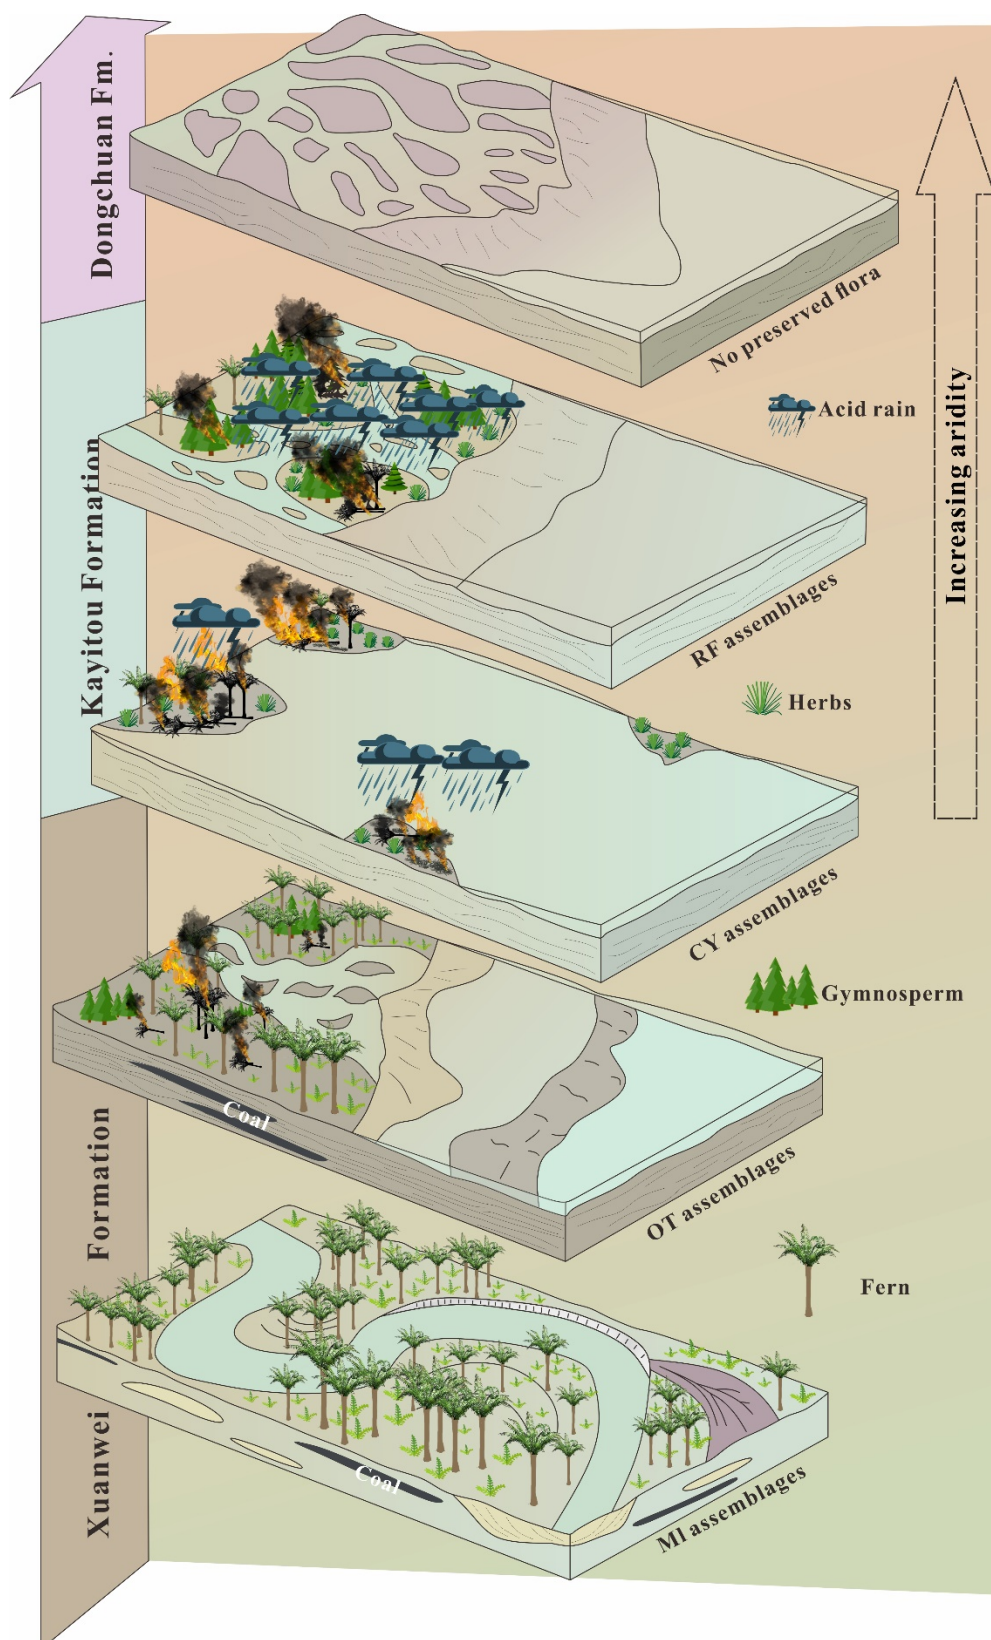 Dongchuan Fm.
No preserved flora
Acid rain
Increasing aridity
Kayitou Formation
RF assemblages
Herbs
CY assemblages
Gymnosperm
Coal
OT assemblages
Fern
Xuanwei Formation
Coal
MI assemblages